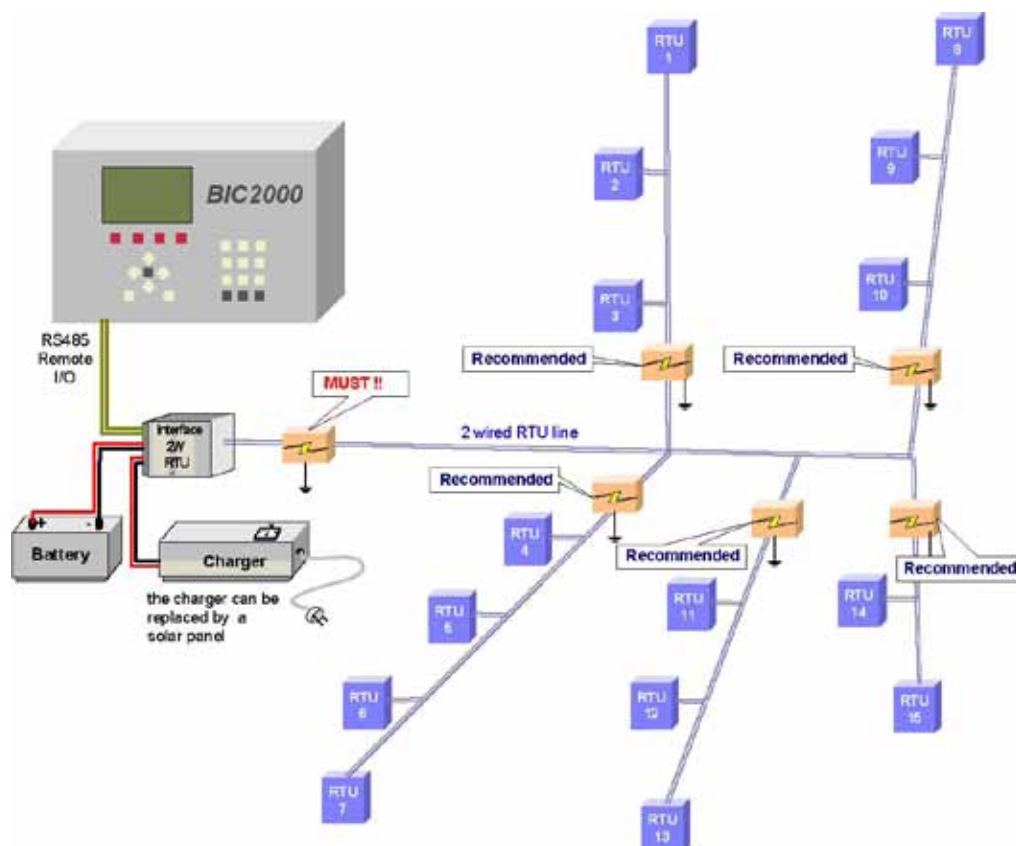 RTU
1
RTU
8
RTU
2
RTU
9
BIC2000
RTU
3
RTU
10
RS485
Remote
I/O
Recommended
Recommended
MUST !!
Interface
2W
RTU
2 wired RTU line
Recommended
+
-
Battery
Charger
RTU
4
Recommended
Recommended
the charger can be
replaced by a
solar panel
RTU
5
RTU
11
RTU
14
RTU
6
RTU
12
RTU
15
RTU
7
RTU
13